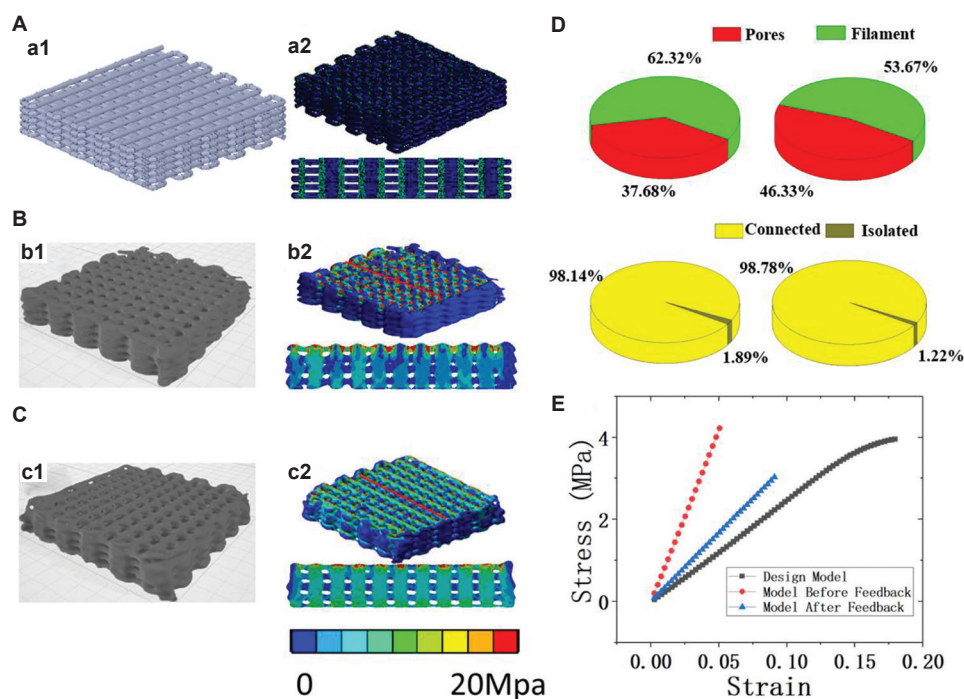 A
a1
a2
B
b1
b2
C
c1
c2
0 20Mpa
D
Pores Filament
62.32%
53.67%
37.68%
46.33%
Connected Isolated
98.14%
98.78%
1.89%
1.22%
E
Stress (MPa)
4
2
0
Design Model
Model Before Feedback
Model After Feedback
0.00 0.05 0.10 0.15 0.20
Strain